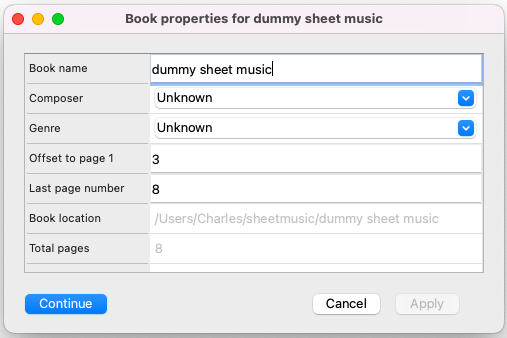 Book properties for dummy sheet music
Book name dummy sheet music
Composer Unknown
Genre Unknown
Offset to page 1 3
Last page number 8
Book location /Users/Charles/sheetmusic/dummy sheet music
Total pages 8
Continue Cancel Apply